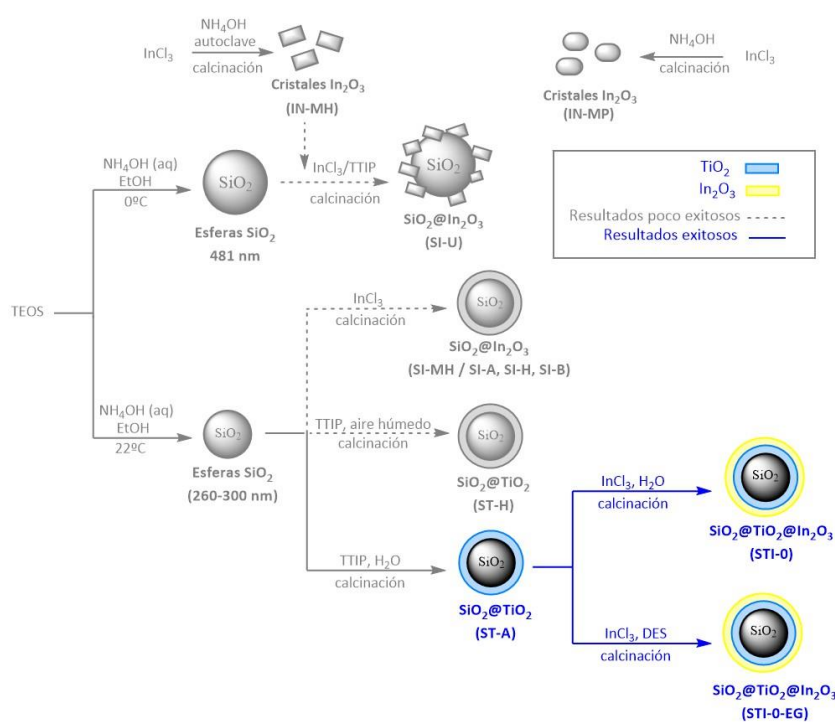 InCl₃
NH₄OH
autoclave
calcinación
Cristales In₂O₃
(IN-MH)
Cristales In₂O₃
(IN-MP)
NH₄OH
calcinación
InCl₃
TiO₂
In₂O₃
Resultados poco exitosos
Resultados exitosos
TEOS
NH₄OH (aq)
EtOH
0ºC
SiO₂
Esferas SiO₂
481 nm
InCl₃/TTIP
calcinación
SiO₂
SiO₂@In₂O₃
(SI-U)
NH₄OH (aq)
EtOH
22ºC
SiO₂
Esferas SiO₂
(260-300 nm)
InCl₃
calcinación
SiO₂
SiO₂@In₂O₃
(SI-MH / SI-A, SI-H, SI-B)
TTIP, aire húmedo
calcinación
SiO₂
SiO₂@TiO₂
(ST-H)
TTIP, H₂O
calcinación
SiO₂
SiO₂@TiO₂
(ST-A)
InCl₃, H₂O
calcinación
SiO₂
SiO₂@TiO₂@In₂O₃
(STI-0)
InCl₃, DES
calcinación
SiO₂
SiO₂@TiO₂@In₂O₃
(STI-0-EG)